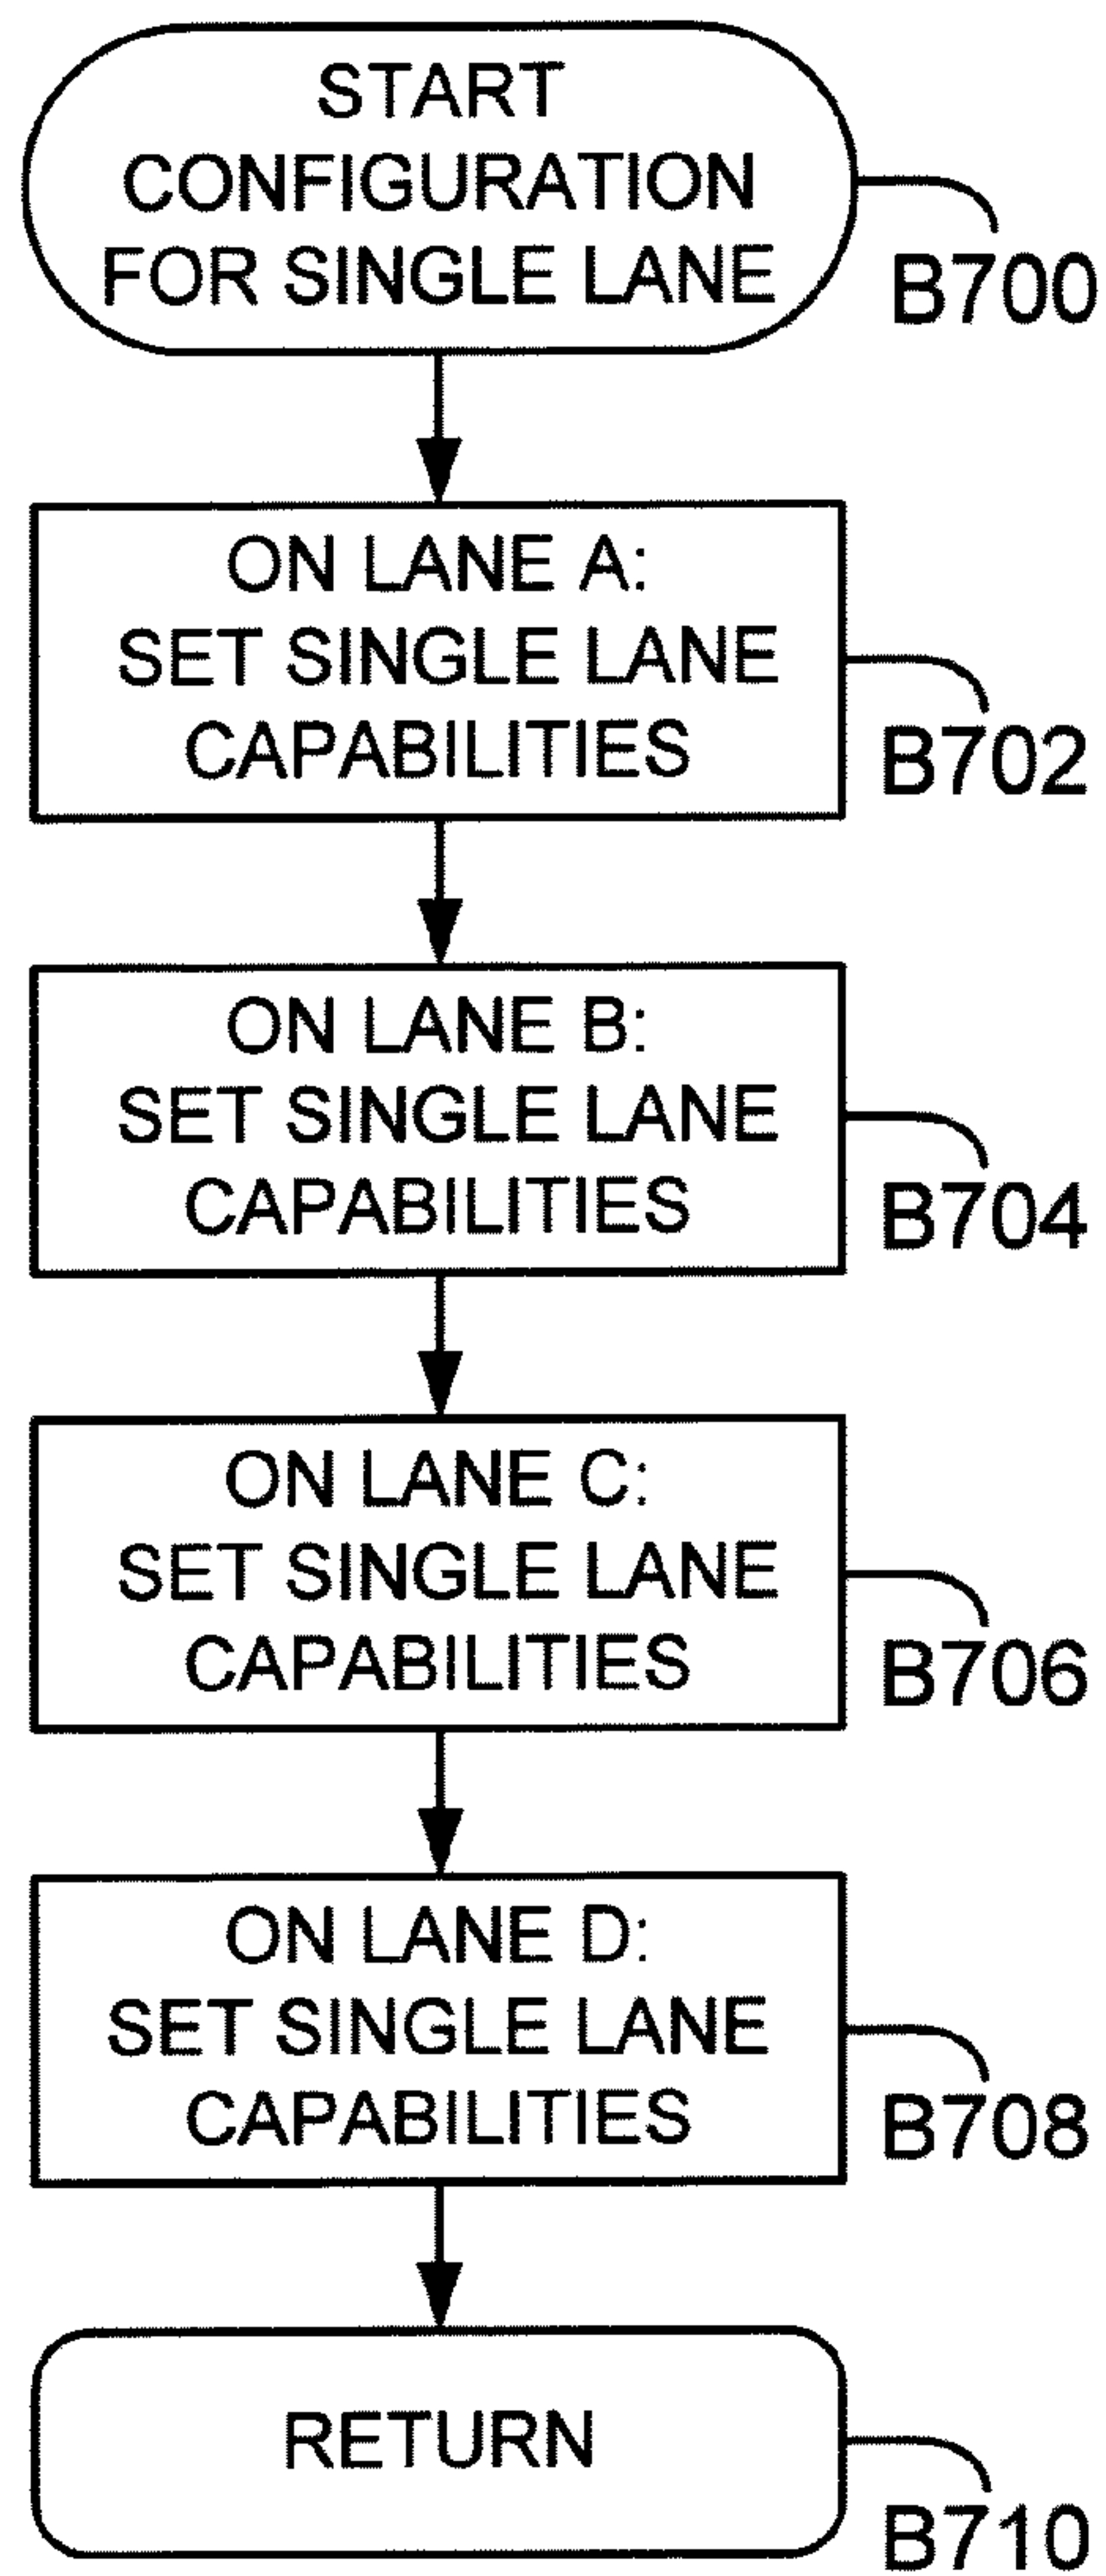 START
CONFIGURATION
FOR SINGLE LANE
B700
ON LANE A:
SET SINGLE LANE
CAPABILITIES
B702
ON LANE B:
SET SINGLE LANE
CAPABILITIES
B704
ON LANE C:
SET SINGLE LANE
CAPABILITIES
B706
ON LANE D:
SET SINGLE LANE
CAPABILITIES
B708
RETURN
B710